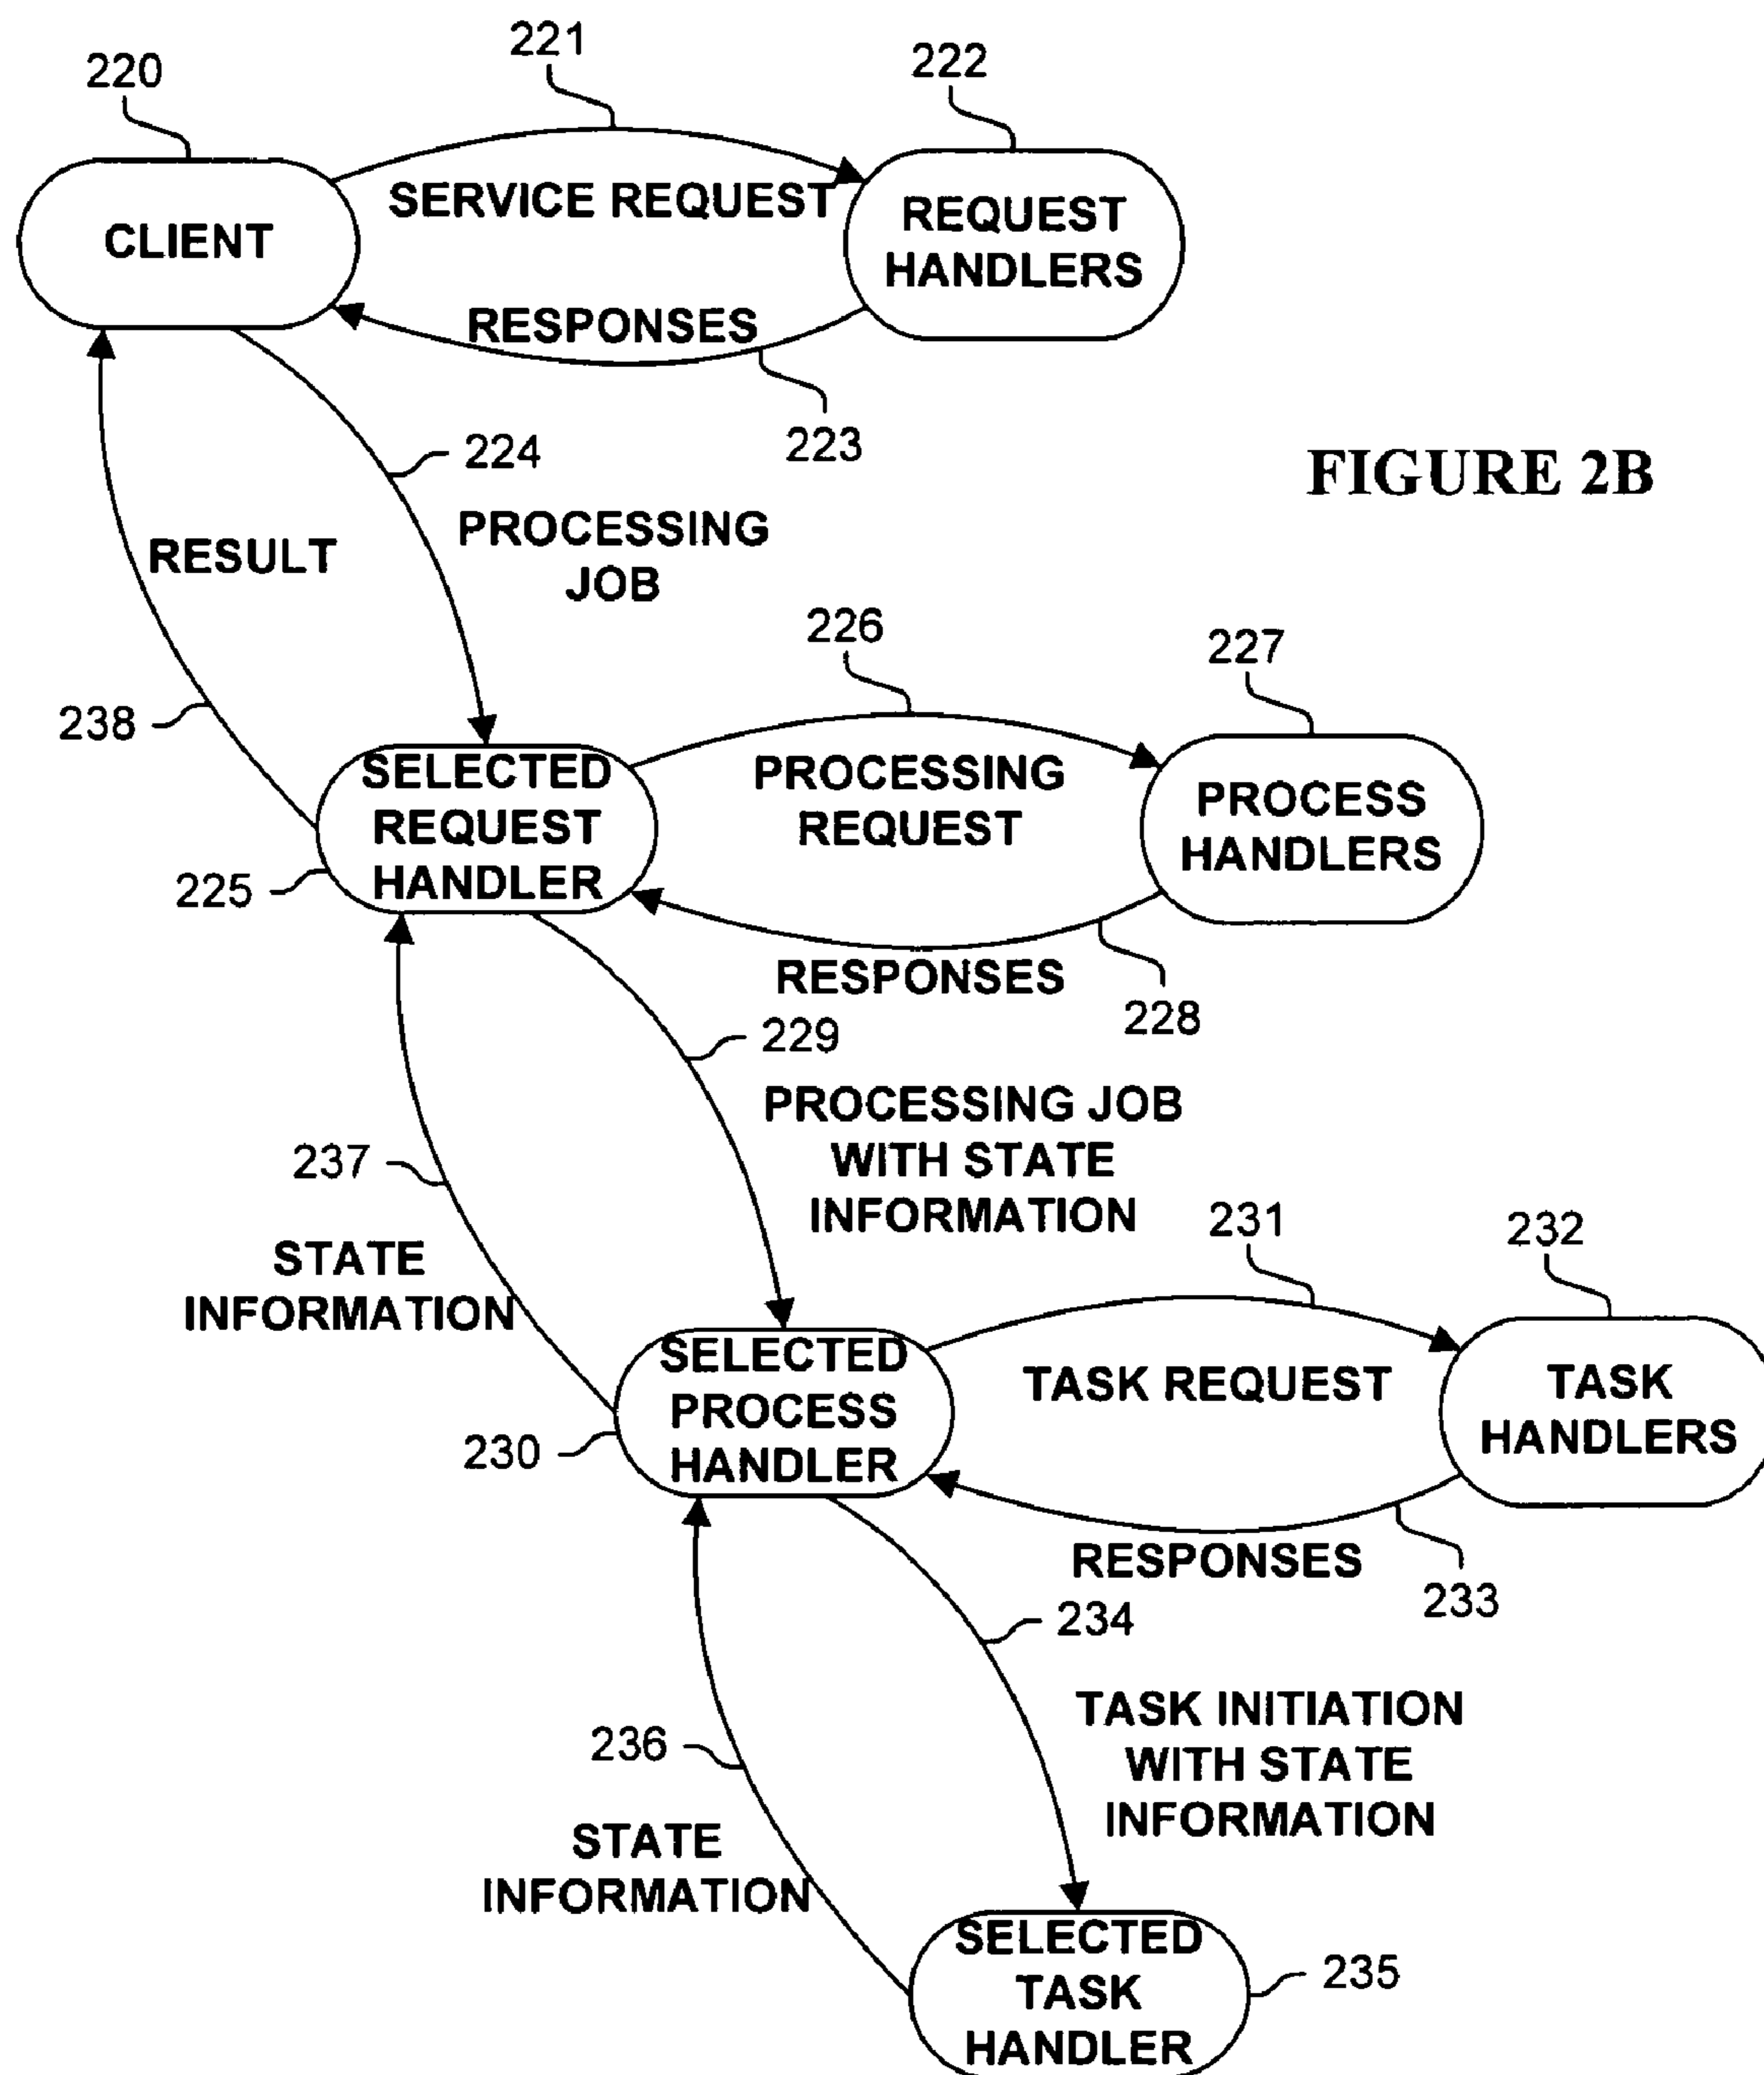 221
220
222
CLIENT
SERVICE REQUEST
REQUEST
HANDLERS
RESPONSES
223
224
FIGURE 2B
PROCESSING
JOB
RESULT
226
227
238
SELECTED
REQUEST
HANDLER
PROCESSING
REQUEST
PROCESS
HANDLERS
225
RESPONSES
228
229
PROCESSING JOB
WITH STATE
INFORMATION
237
231
232
STATE
INFORMATION
SELECTED
PROCESS
HANDLER
TASK REQUEST
TASK
HANDLERS
230
RESPONSES
233
234
TASK INITIATION
WITH STATE
INFORMATION
236
STATE
INFORMATION
SELECTED
TASK
HANDLER
235